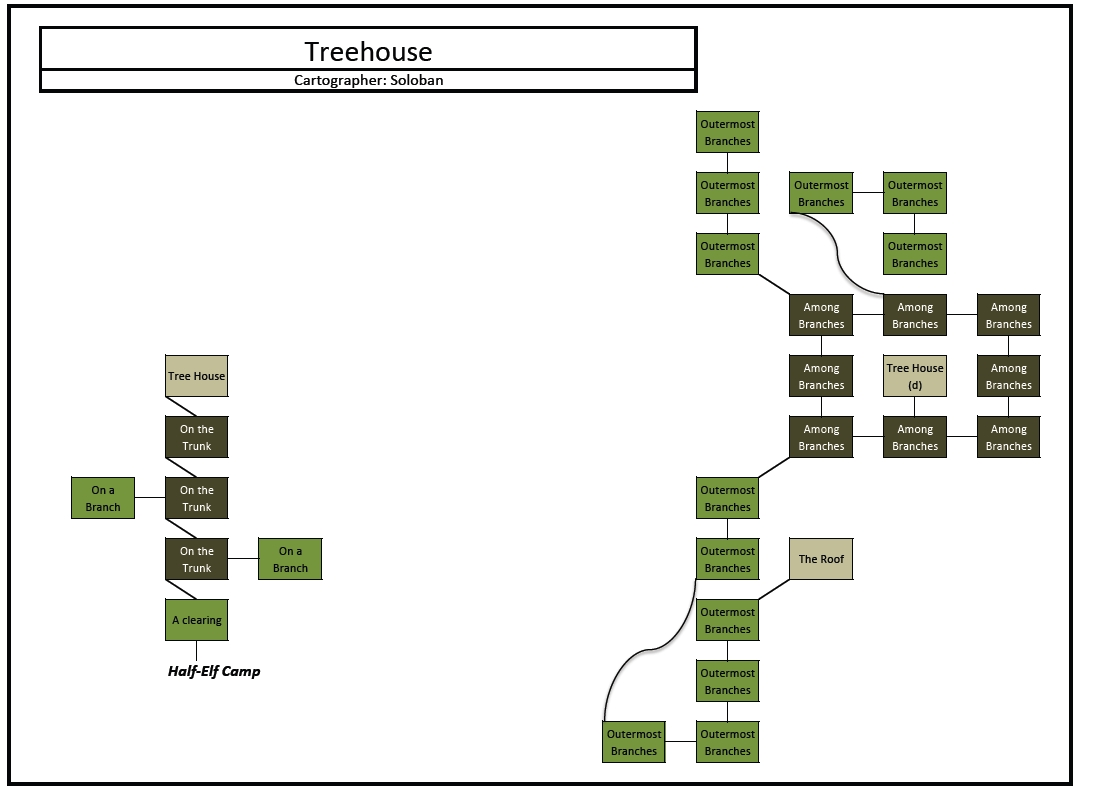 Treehouse
Cartographer: Soloban
Outermost
Branches
Outermost
Branches
Outermost
Branches
Outermost
Branches
Outermost
Branches
Outermost
Branches
Among
Branches
Among
Branches
Among
Branches
Tree House
Among
Branches
Tree House
(d)
Among
Branches
On the
Trunk
Among
Branches
Among
Branches
Among
Branches
On a
Branch
On the
Trunk
Outermost
Branches
On the
Trunk
On a
Branch
Outermost
Branches
The Roof
A clearing
Outermost
Branches
Half-Elf Camp
Outermost
Branches
Outermost
Branches
Outermost
Branches